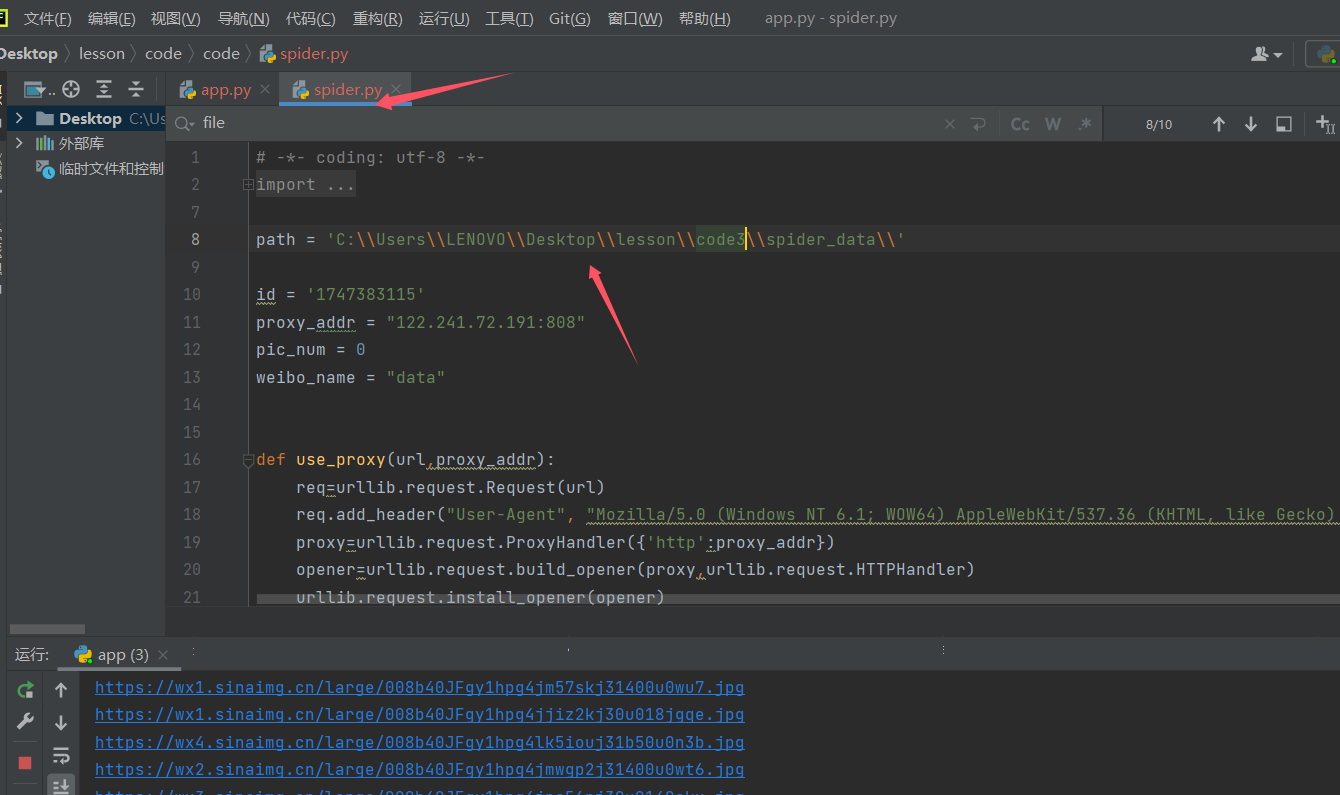 文件(F) 编辑(E) 视图(V) 导航(N) 代码(C) 重构(R) 运行(U) 工具(T) Git(G) 窗口(W) 帮助(H) app.py - spider.py
Desktop lesson code code spider.py
app.py spider.py
Desktop C:\Us
file Cc W .* 8/10
外部库
临时文件和控制
1 # -*- coding: utf-8 -*-
2 import ...
7
8 path = 'C:\\Users\\LENOVO\\Desktop\\lesson\\code3\\spider_data\\'
9
10 id = '1747383115'
11 proxy_addr = "122.241.72.191:808"
12 pic_num = 0
13 weibo_name = "data"
14
15
16 def use_proxy(url,proxy_addr):
17 req=urllib.request.Request(url)
18 req.add_header("User-Agent", "Mozilla/5.0 (Windows NT 6.1; WOW64) AppleWebKit/537.36 (KHTML, like Gecko)
19 proxy=urllib.request.ProxyHandler({'http':proxy_addr})
20 opener=urllib.request.build_opener(proxy,urllib.request.HTTPHandler)
21 urllib.request.install_opener(opener)
运行: app (3)
https://wx1.sinaimg.cn/large/008b40JFgy1hpg4jm57skj31400u0wu7.jpg
https://wx1.sinaimg.cn/large/008b40JFgy1hpg4jjiz2kj30u018jgqe.jpg
https://wx4.sinaimg.cn/large/008b40JFgy1hpg4lk5iouj31b50u0n3b.jpg
https://wx2.sinaimg.cn/large/008b40JFgy1hpg4jmwgp2j31400u0wt6.jpg